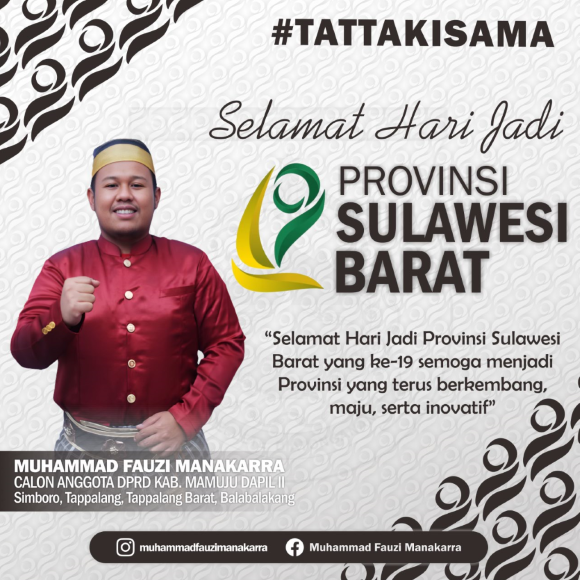 #TATTAKISAMA
Selamat Hari Jadi
PROVINSI
SULAWESI
BARAT
“Selamat Hari Jadi Provinsi Sulawesi
Barat yang ke-19 semoga menjadi
Provinsi yang terus berkembang,
maju, serta inovatif”
MUHAMMAD FAUZI MANAKARRA
CALON ANGGOTA DPRD KAB. MAMUJU DAPIL II
Simboro, Tappalang, Tappalang Barat, Balabalakang
muhammadfauzimanakarra
Muhammad Fauzi Manakarra